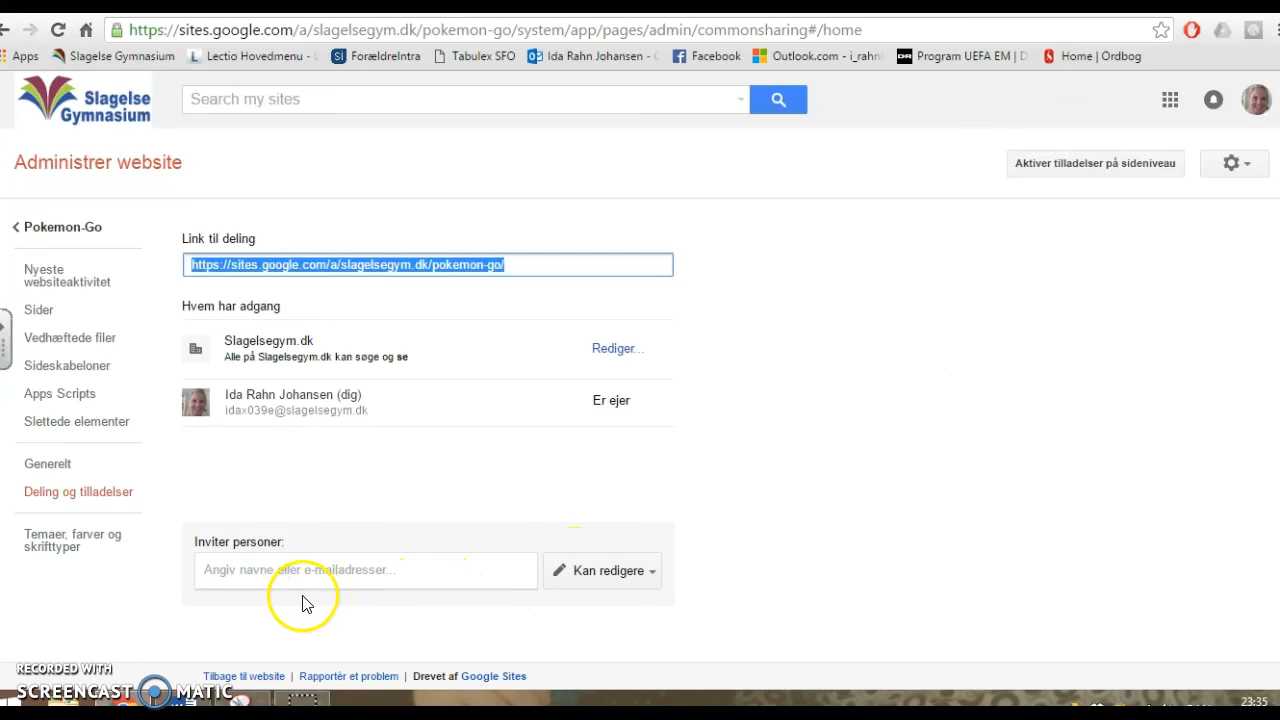 https://sites.google.com/a/slagelsegym.dk/pokemon-go/system/app/pages/admin/commonsharing#/home
Apps Slagelse Gymnasium Lectio Hovedmenu - L SI ForældreIntra Tabulex SFO Ida Rahn Johansen - Facebook Outlook.com - i_rahn Program UEFA EM | D Home | Ordbog
Slagelse
Gymnasium
Search my sites
Administrer website
Aktiver tilladelser på sideniveau
Pokemon-Go
Link til deling
https://sites.google.com/a/slagelsegym.dk/pokemon-go/
Nyeste
websiteaktivitet
Sider
Vedhæftede filer
Sideskabeloner
Apps Scripts
Slettede elementer
Generelt
Deling og tilladelser
Temaer, farver og
skrifttyper
Hvem har adgang
Slagelsegym.dk
Alle på Slagelsegym.dk kan søge og se
Rediger...
Ida Rahn Johansen (dig)
idax039e@slagelsegym.dk
Er ejer
Inviter personer:
Angiv navne eller e-mailadresser...
Kan redigere
Tilbage til website | Rapportér et problem | Drevet af Google Sites
RECORDED WITH
SCREENCAST MATIC
23:35